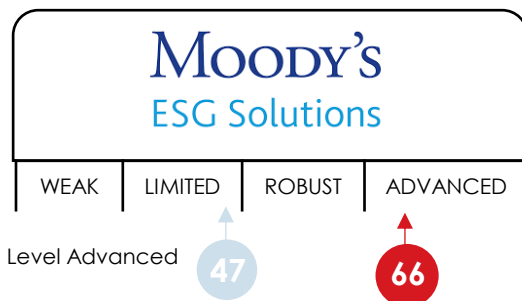 MOODY'S
ESG Solutions
WEAK LIMITED ROBUST ADVANCED
Level Advanced 47 66